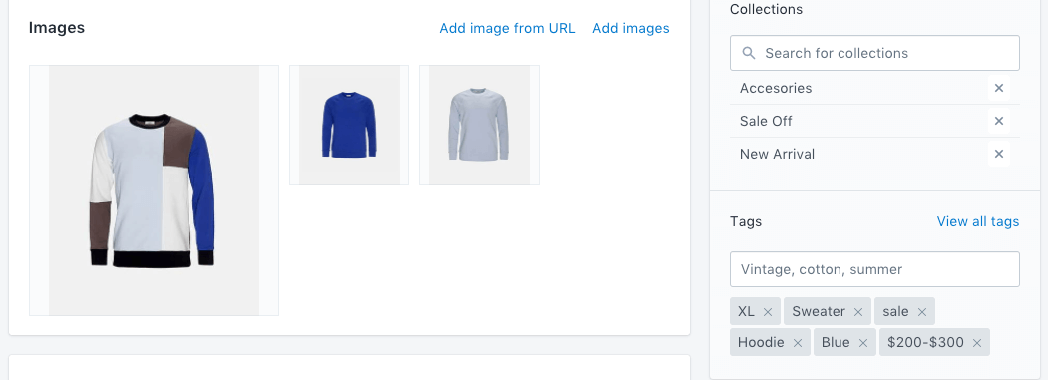 Images
Add image from URL
Add images
Collections
Search for collections
Accesories
Sale Off
New Arrival
Tags
View all tags
Vintage, cotton, summer
XL
Sweater
sale
Hoodie
Blue
$200-$300